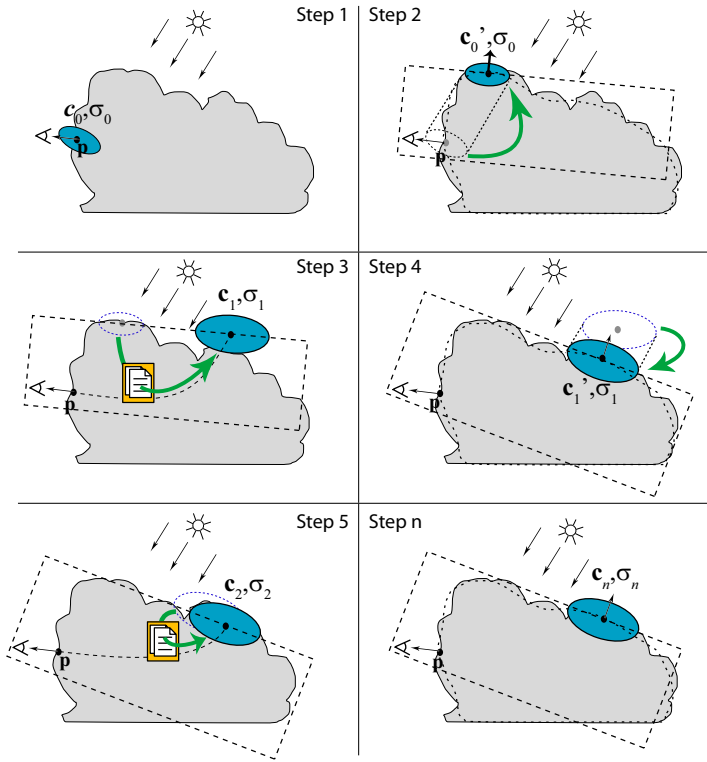 Step 1
c₀,σ₀
p
Step 2
c₀’,σ₀
p
Step 3
c₁,σ₁
p
Step 4
c₁’,σ₁
p
Step 5
c₂,σ₂
p
Step n
cₙ,σₙ
p